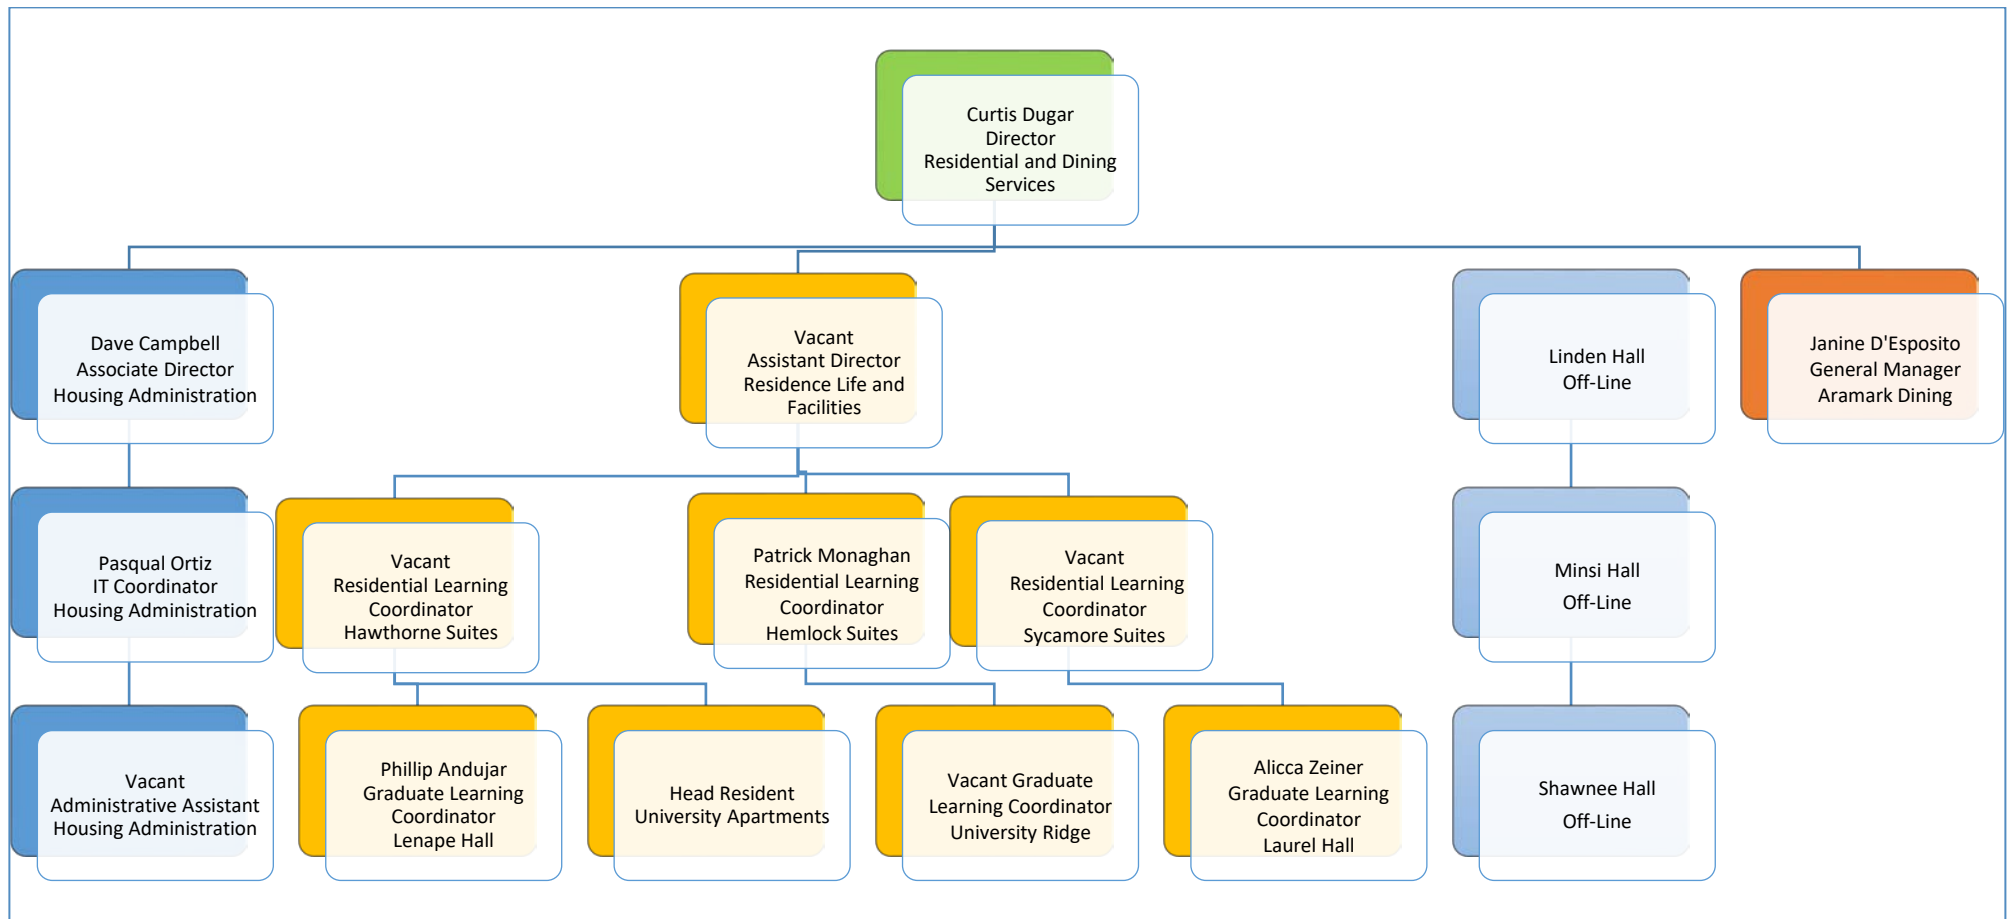 Curtis Dugar
Director
Residential and Dining
Services
Dave Campbell
Associate Director
Housing Administration
Vacant
Assistant Director
Residence Life and
Facilities
Linden Hall
Off-Line
Janine D'Esposito
General Manager
Aramark Dining
Pasqual Ortiz
IT Coordinator
Housing Administration
Vacant
Residential Learning
Coordinator
Hawthorne Suites
Patrick Monaghan
Residential Learning
Coordinator
Hemlock Suites
Vacant
Residential Learning
Coordinator
Sycamore Suites
Minsi Hall
Off-Line
Vacant
Administrative Assistant
Housing Administration
Phillip Andujar
Graduate Learning
Coordinator
Lenape Hall
Head Resident
University Apartments
Vacant Graduate
Learning Coordinator
University Ridge
Alicca Zeiner
Graduate Learning
Coordinator
Laurel Hall
Shawnee Hall
Off-Line